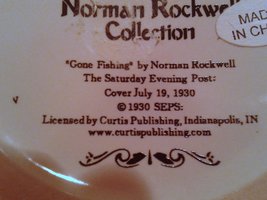 Norman Rockwell
Collection
"Gone Fishing" by Norman Rockwell
The Saturday Evening Post:
Cover July 19, 1930
© 1930 SEPS:
Licensed by Curtis Publishing, Indianapolis, IN
www.curtispublishing.com
MADE
IN CH